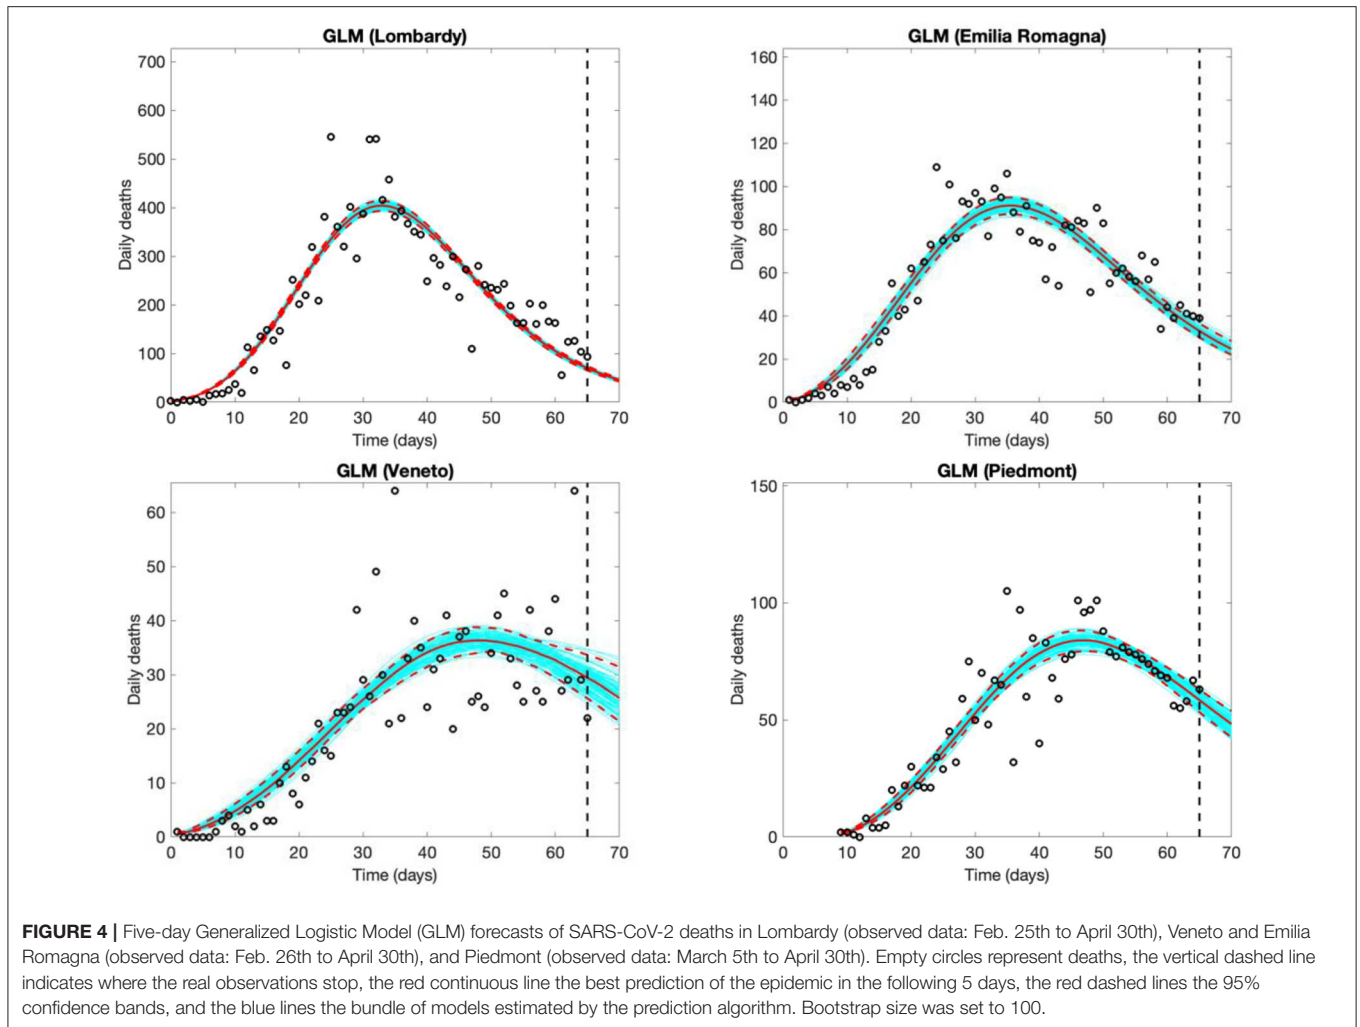 GLM (Lombardy)
700
600
500
400
300
200
100
0
Daily deaths
0 10 20 30 40 50 60 70
Time (days)
GLM (Emilia Romagna)
160
140
120
100
80
60
40
20
0
Daily deaths
0 10 20 30 40 50 60 70
Time (days)
GLM (Veneto)
60
50
40
30
20
10
0
Daily deaths
0 10 20 30 40 50 60 70
Time (days)
GLM (Piedmont)
150
100
50
0
Daily deaths
0 10 20 30 40 50 60 70
Time (days)
FIGURE 4 | Five-day Generalized Logistic Model (GLM) forecasts of SARS-CoV-2 deaths in Lombardy (observed data: Feb. 25th to April 30th), Veneto and Emilia
Romagna (observed data: Feb. 26th to April 30th), and Piedmont (observed data: March 5th to April 30th). Empty circles represent deaths, the vertical dashed line
indicates where the real observations stop, the red continuous line the best prediction of the epidemic in the following 5 days, the red dashed lines the 95%
confidence bands, and the blue lines the bundle of models estimated by the prediction algorithm. Bootstrap size was set to 100.